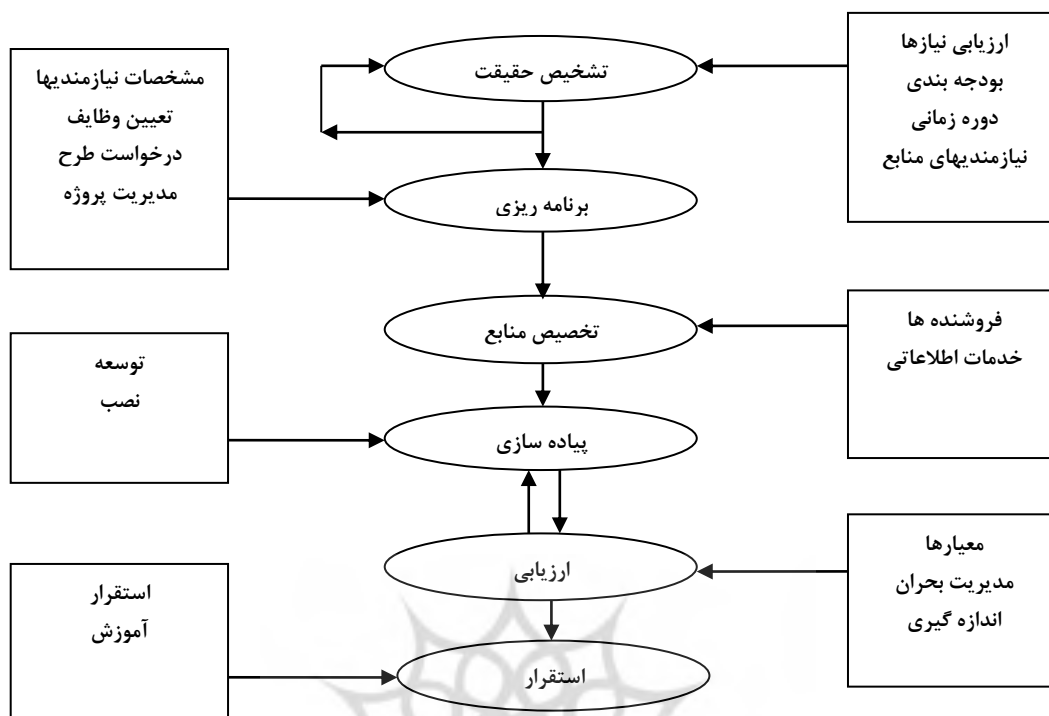 ارزیابی نیازها
بودجه بندی
دوره زمانی
نیازمندیهای منابع
تشخیص حقیقت
مشخصات نیازمندیها
تعیین وظایف
درخواست طرح
مدیریت پروژه
برنامه ریزی
فروشنده ها
خدمات اطلاعاتی
تخصیص منابع
توسعه
نصب
پیاده سازی
معیارها
مدیریت بحران
اندازه گیری
ارزیابی
استقرار
آموزش
استقرار